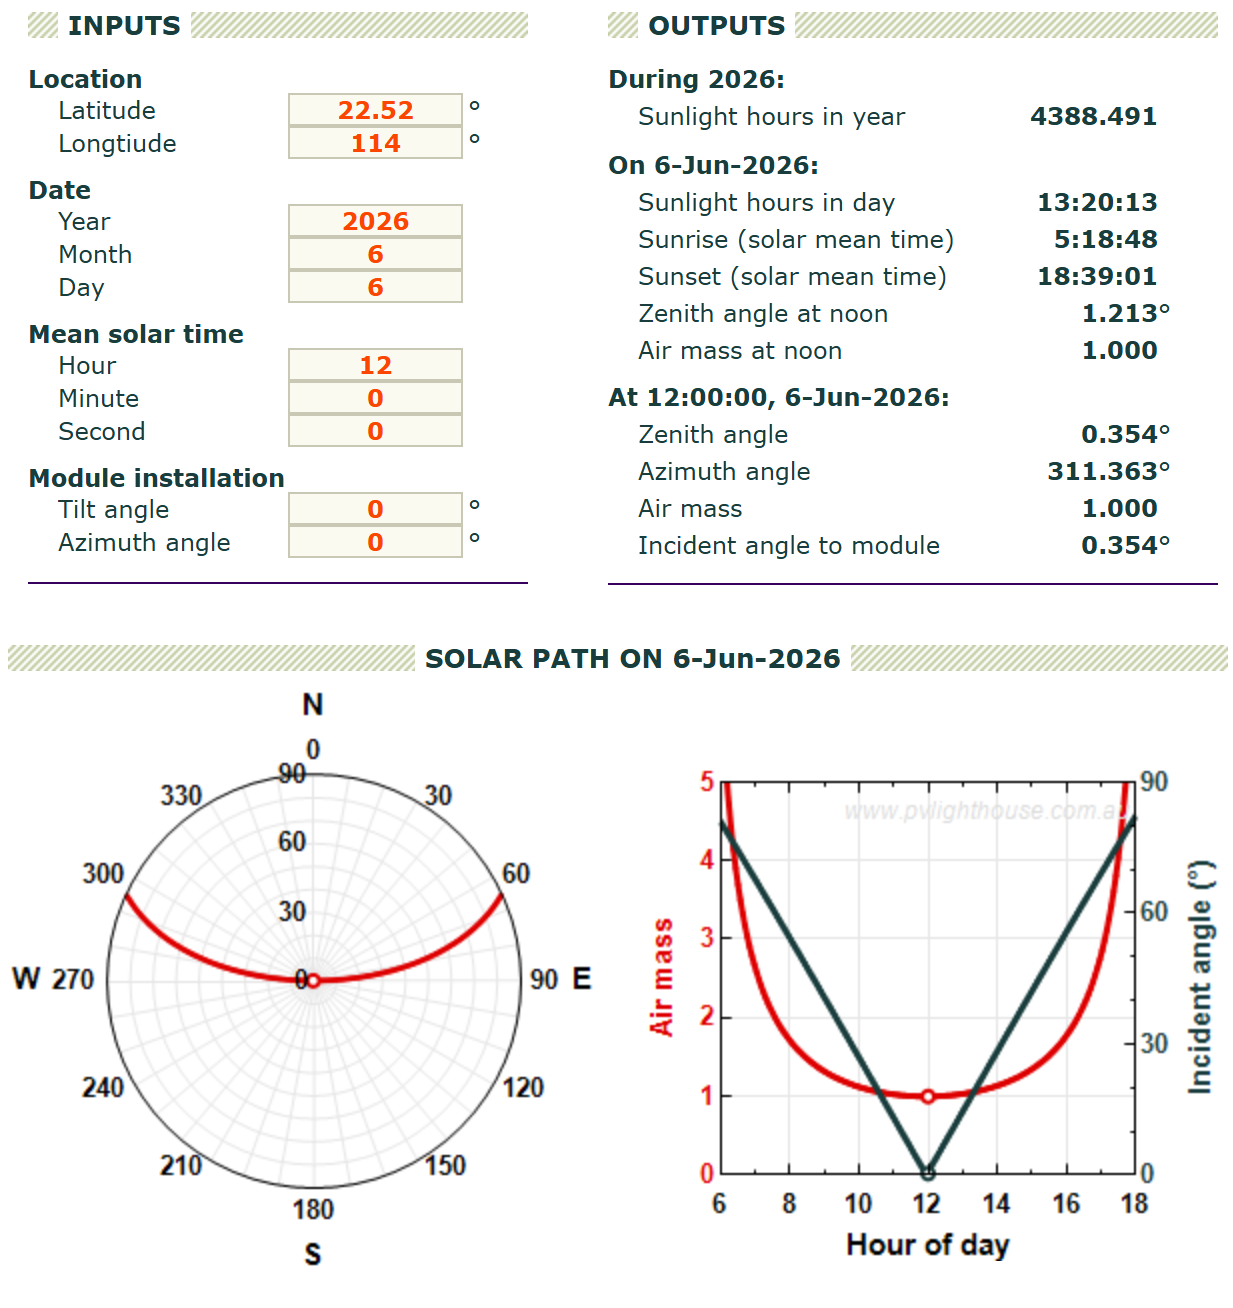 INPUTS
Location
Latitude 22.52 °
Longtiude 114 °
Date
Year 2026
Month 6
Day 6
Mean solar time
Hour 12
Minute 0
Second 0
Module installation
Tilt angle 0 °
Azimuth angle 0 °
OUTPUTS
During 2026:
Sunlight hours in year 4388.491
On 6-Jun-2026:
Sunlight hours in day 13:20:13
Sunrise (solar mean time) 5:18:48
Sunset (solar mean time) 18:39:01
Zenith angle at noon 1.213°
Air mass at noon 1.000
At 12:00:00, 6-Jun-2026:
Zenith angle 0.354°
Azimuth angle 311.363°
Air mass 1.000
Incident angle to module 0.354°
SOLAR PATH ON 6-Jun-2026
N
0
90
330 30
60
300 60
30
W 270 0 90 E
240 120
210 150
180
S
5 90
www.pvlighthouse.com.a
4
60
3
2
30
1
0 0
6 8 10 12 14 16 18
Air mass
Incident angle (°)
Hour of day